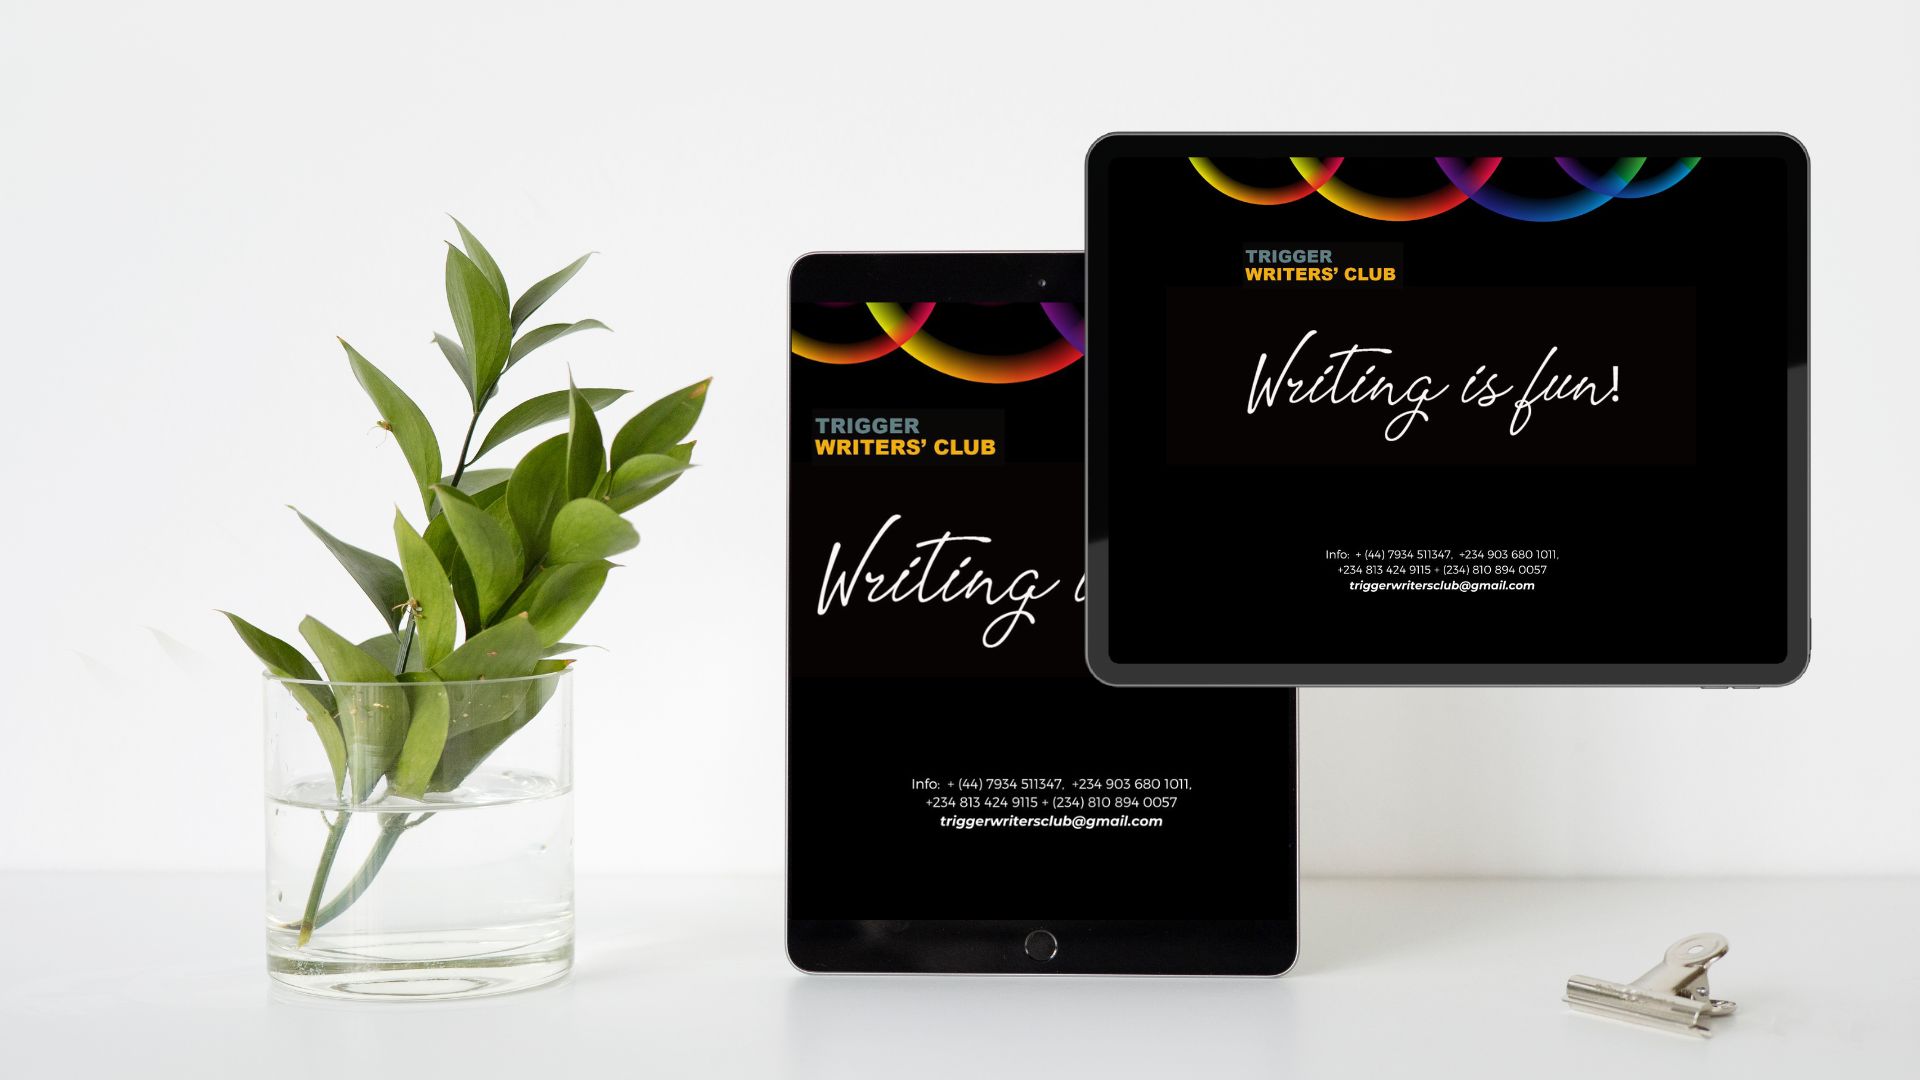 TRIGGER
WRITERS' CLUB
Writing
Info: + (44) 7934 511347, +234 903 680 1011,
+234 813 424 9115 + (234) 810 894 0057
triggerwritersclub@gmail.com
TRIGGER
WRITERS' CLUB
Writing is fun!
Info: + (44) 7934 511347, +234 903 680 1011,
+234 813 424 9115 + (234) 810 894 0057
triggerwritersclub@gmail.com